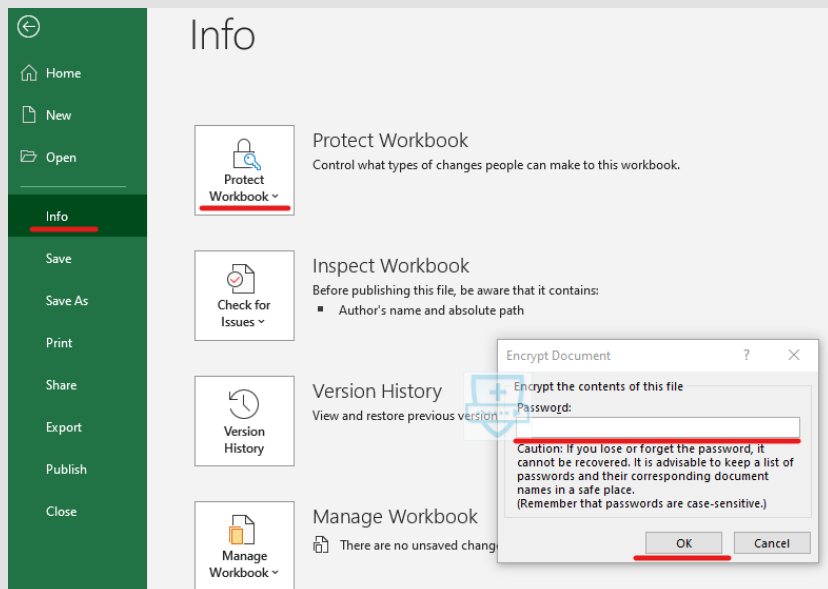 Info
Home
New
Open
Info
Save
Save As
Print
Share
Export
Publish
Close
Protect
Workbook
Protect Workbook
Control what types of changes people can make to this workbook.
Check for
Issues
Inspect Workbook
Before publishing this file, be aware that it contains:
Author's name and absolute path
Version
History
Version History
View and restore previous version
Manage
Workbook
Manage Workbook
There are no unsaved change
Encrypt Document
?
Encrypt the contents of this file
Password:
Caution: If you lose or forget the password, it
cannot be recovered. It is advisable to keep a list of
passwords and their corresponding document
names in a safe place.
(Remember that passwords are case-sensitive.)
OK
Cancel